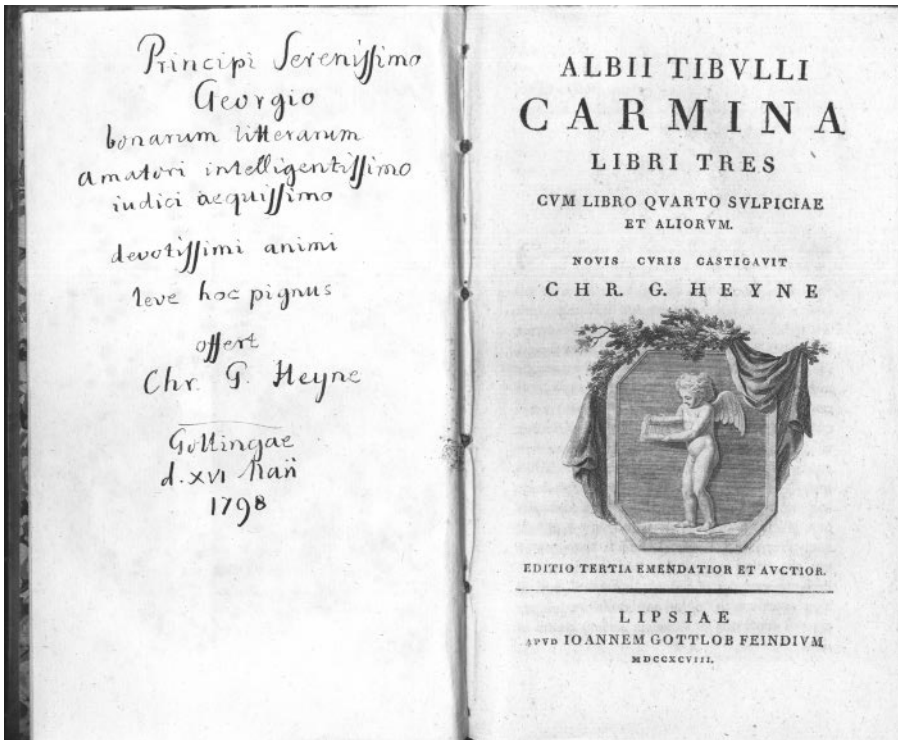 Principi Serenissimo
Georgio
bonarum litterarum
amatori intelligentissimo
iudici aequissimo
devotissimi animi
leve hoc pignus
offert
Chr. G. Heyne
Gottingae
d. XVI Maii
1798
ALBII TIBVLLI
CARMINA
LIBRI TRES
CVM LIBRO QVARTO SVLPICIAE
ET ALIORVM.
NOVIS CVRIS CASTIGAVIT
CHR. G. HEYNE
EDITIO TERTIA EMENDATIOR ET AVCTIOR.
LIPSIAE
APVD IOANNEM GOTTLOB FEINDIVM
MDCCXCVIII.